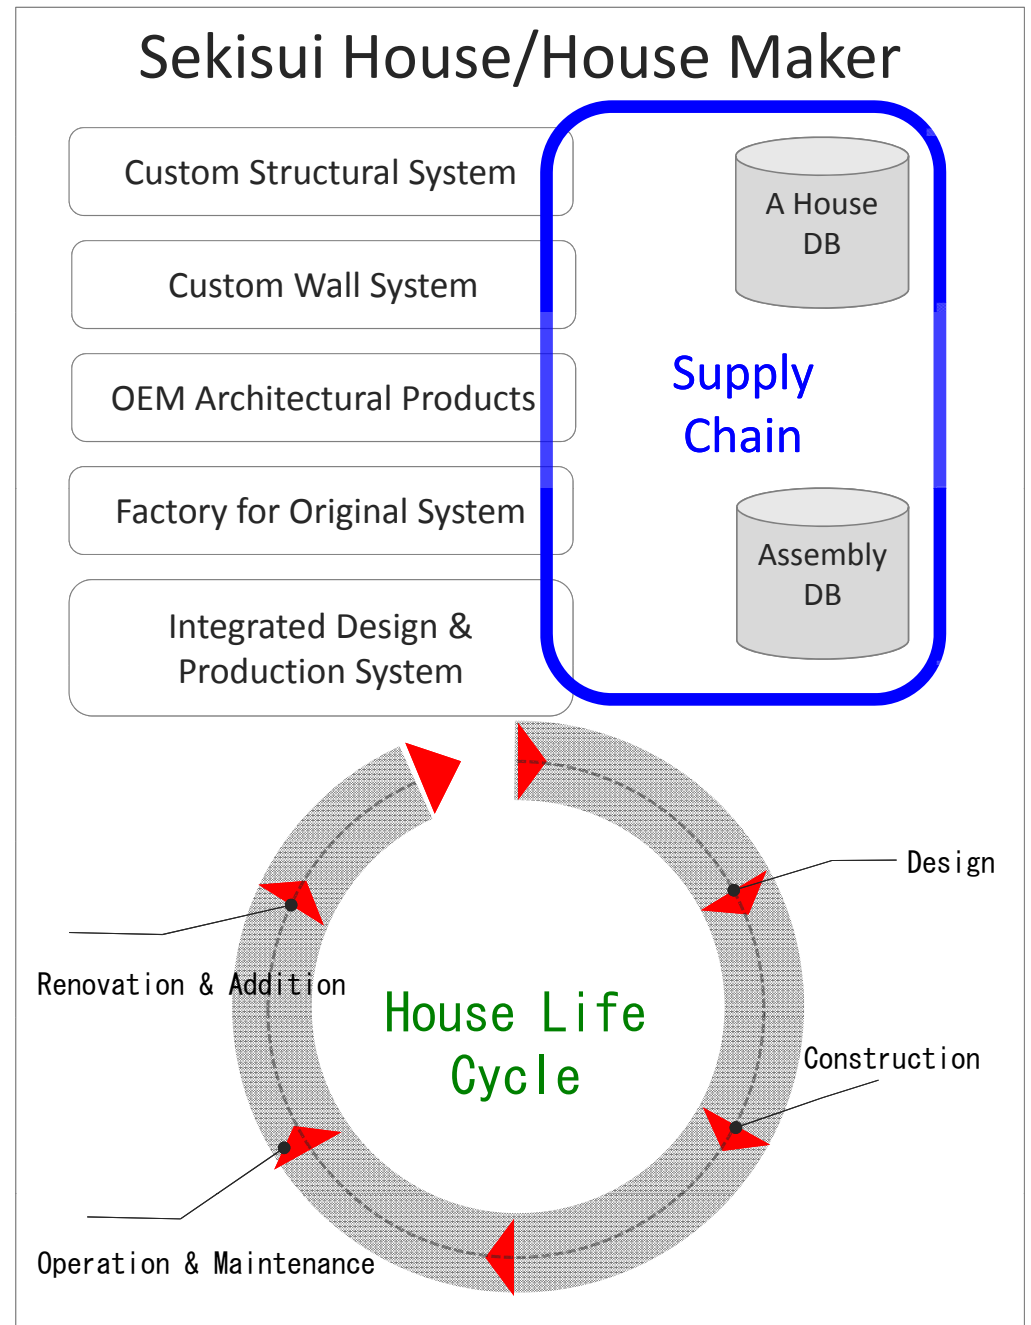 Sekisui House/House Maker
Custom Structural System
Custom Wall System
OEM Architectural Products
Factory for Original System
Integrated Design &
Production System
A House
DB
Supply
Chain
Assembly
DB
Design
Renovation & Addition
House Life
Cycle
Construction
Operation & Maintenance